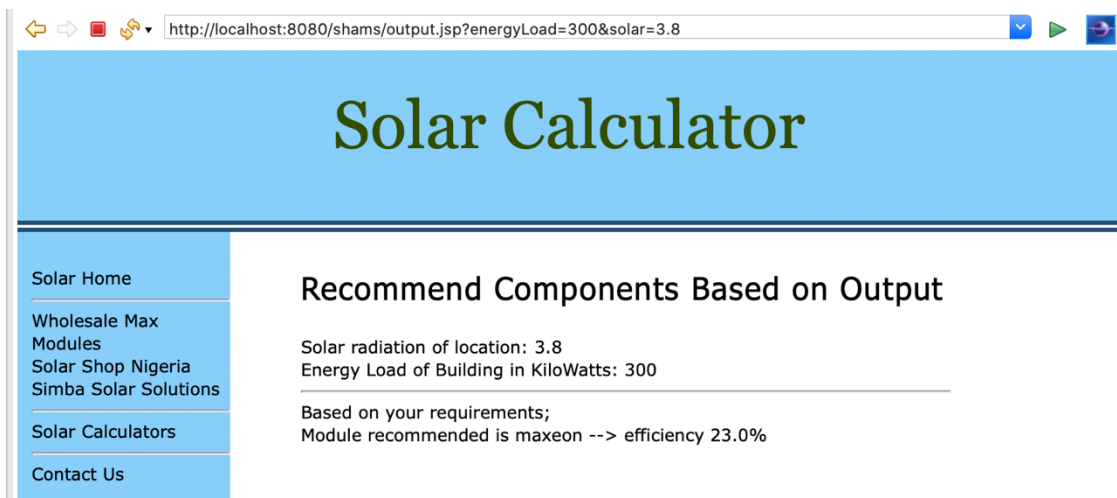 http://localhost:8080/shams/output.jsp?energyLoad=300&solar=3.8
Solar Calculator
Solar Home
Wholesale Max
Modules
Solar Shop Nigeria
Simba Solar Solutions
Solar Calculators
Contact Us
Recommend Components Based on Output
Solar radiation of location: 3.8
Energy Load of Building in KiloWatts: 300
Based on your requirements;
Module recommended is maxeon --> efficiency 23.0%